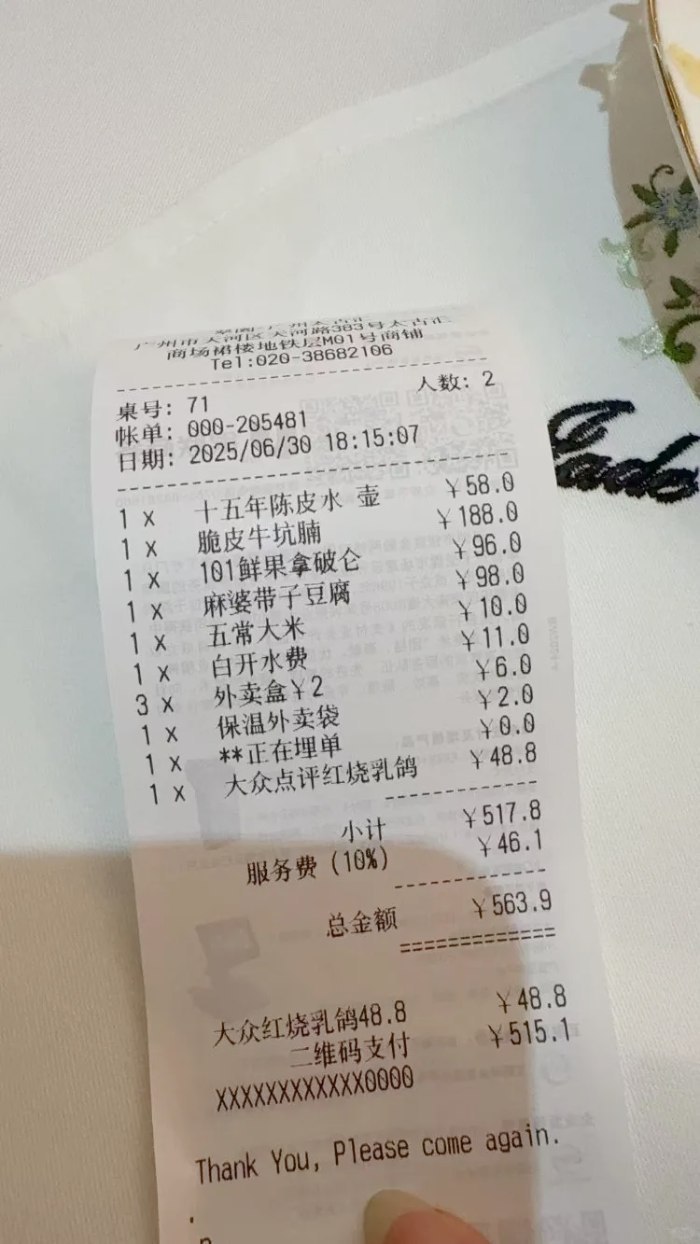 广州市天河区天河路383号太古汇
商场裙楼地铁层M01号商铺
Tel:020-38682106
桌号: 71 人数: 2
帐单: 000-205481
日期: 2025/06/30 18:15:07
1 x 十五年陈皮水 壶 ¥58.0
1 x 脆皮牛坑腩 ¥188.0
1 x 101鲜果拿破仑 ¥96.0
1 x 麻婆带子豆腐 ¥98.0
1 x 五常大米 ¥10.0
1 x 白开水费 ¥11.0
3 x 外卖盒¥2 ¥6.0
1 x 保温外卖袋 ¥2.0
1 x **正在埋单 ¥0.0
1 x 大众点评红烧乳鸽 ¥48.8
小计 ¥517.8
服务费(10%) ¥46.1
总金额 ¥563.9
大众红烧乳鸽48.8 ¥48.8
二维码支付 ¥515.1
XXXXXXXXXXXX0000
Thank You, Please come again.
Jade